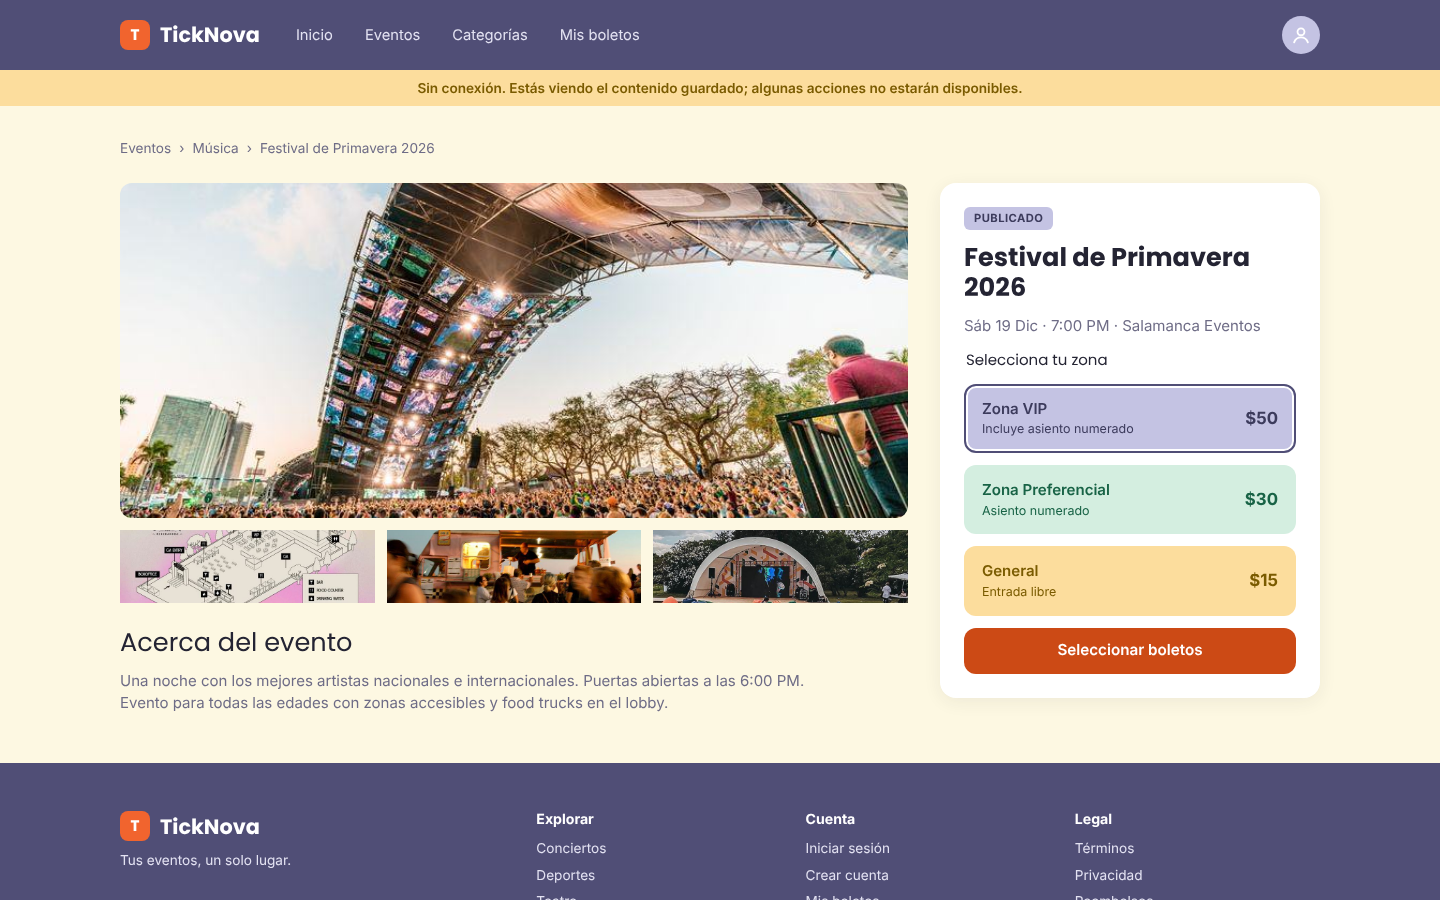 T TickNova Inicio Eventos Categorías Mis boletos
Sin conexión. Estás viendo el contenido guardado; algunas acciones no estarán disponibles.
Eventos › Música › Festival de Primavera 2026
PUBLICADO
Festival de Primavera
2026
Sáb 19 Dic · 7:00 PM · Salamanca Eventos
Selecciona tu zona
Zona VIP
Incluye asiento numerado
$50
Zona Preferencial
Asiento numerado
$30
General
Entrada libre
$15
Seleccionar boletos
BAR
FOOD COUNTER
DRINKING WATER
Acerca del evento
Una noche con los mejores artistas nacionales e internacionales. Puertas abiertas a las 6:00 PM.
Evento para todas las edades con zonas accesibles y food trucks en el lobby.
T TickNova
Tus eventos, un solo lugar.
Explorar
Conciertos
Deportes
Cuenta
Iniciar sesión
Crear cuenta
Legal
Términos
Privacidad